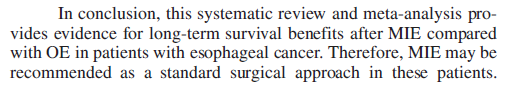 In conclusion, this systematic review and meta-analysis pro-
vides evidence for long-term survival benefits after MIE compared
with OE in patients with esophageal cancer. Therefore, MIE may be
recommended as a standard surgical approach in these patients.